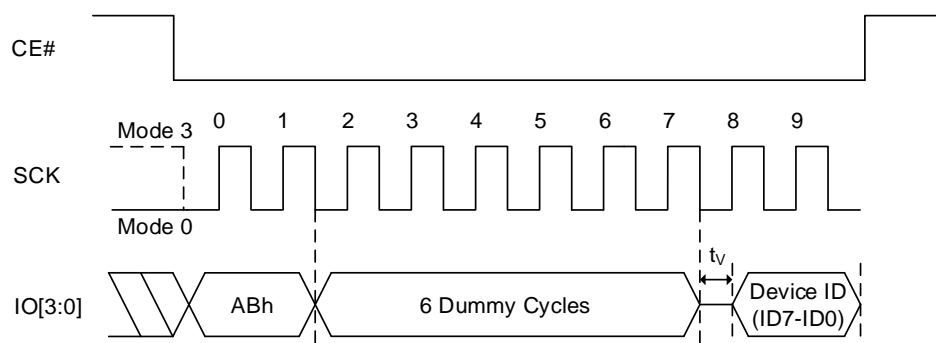 CE#
0 1 2 3 4 5 6 7 8 9
Mode 3
SCK
Mode 0
tV
IO[3:0]
ABh
6 Dummy Cycles
Device ID
(ID7-ID0)